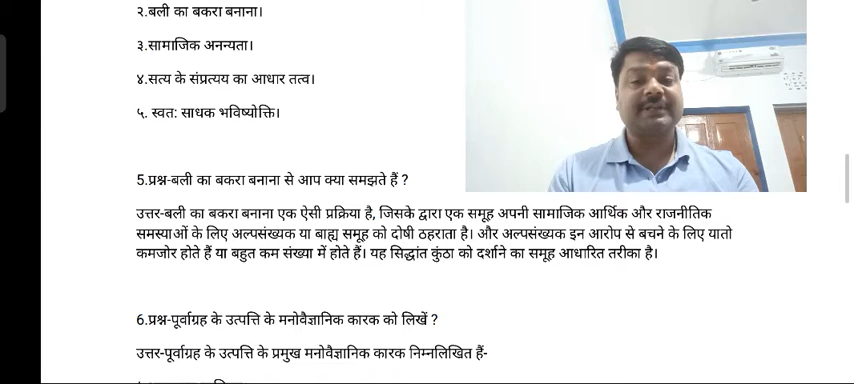 २.बली का बकरा बनाना।
३.सामाजिक अनन्यता।
४.सत्य के संप्रत्यय का आधार तत्व।
५. स्वत: साधक भविष्योक्ति।
5.प्रश्न-बली का बकरा बनाना से आप क्या समझते हैं ?
उत्तर-बली का बकरा बनाना एक ऐसी प्रक्रिया है, जिसके द्वारा एक समूह अपनी सामाजिक आर्थिक और राजनीतिक
समस्याओं के लिए अल्पसंख्यक या बाह्य समूह को दोषी ठहराता है। और अल्पसंख्यक इन आरोप से बचने के लिए यातो
कमजोर होते हैं या बहुत कम संख्या में होते हैं। यह सिद्धांत कुंठा को दर्शाने का समूह आधारित तरीका है।
6.प्रश्न-पूर्वाग्रह के उत्पत्ति के मनोवैज्ञानिक कारक को लिखें ?
उत्तर-पूर्वाग्रह के उत्पत्ति के प्रमुख मनोवैज्ञानिक कारक निम्नलिखित हैं-